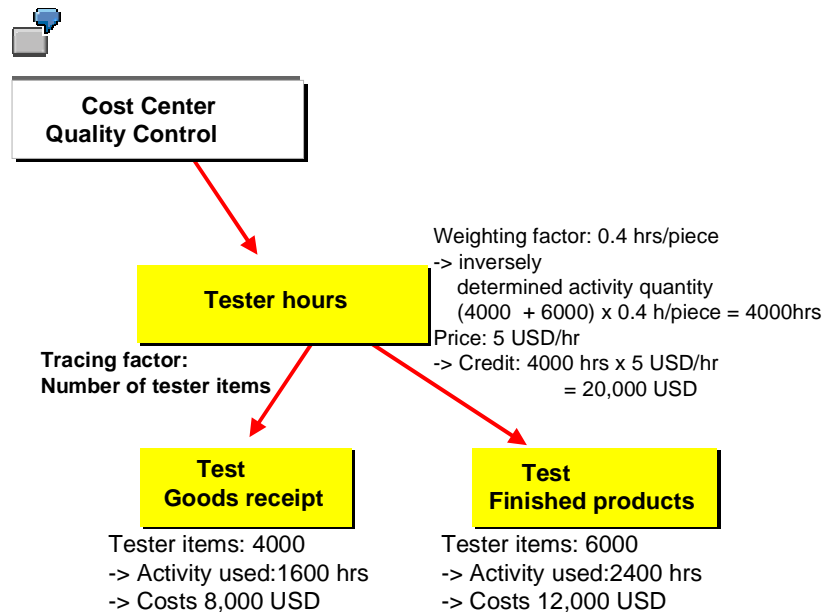 Cost Center
Quality Control
Weighting factor: 0.4 hrs/piece
-> inversely
determined activity quantity
(4000 + 6000) x 0.4 h/piece = 4000hrs
Price: 5 USD/hr
-> Credit: 4000 hrs x 5 USD/hr
= 20,000 USD
Tester hours
Tracing factor:
Number of tester items
Test
Goods receipt
Tester items: 4000
-> Activity used:1600 hrs
-> Costs 8,000 USD
Test
Finished products
Tester items: 6000
-> Activity used:2400 hrs
-> Costs 12,000 USD